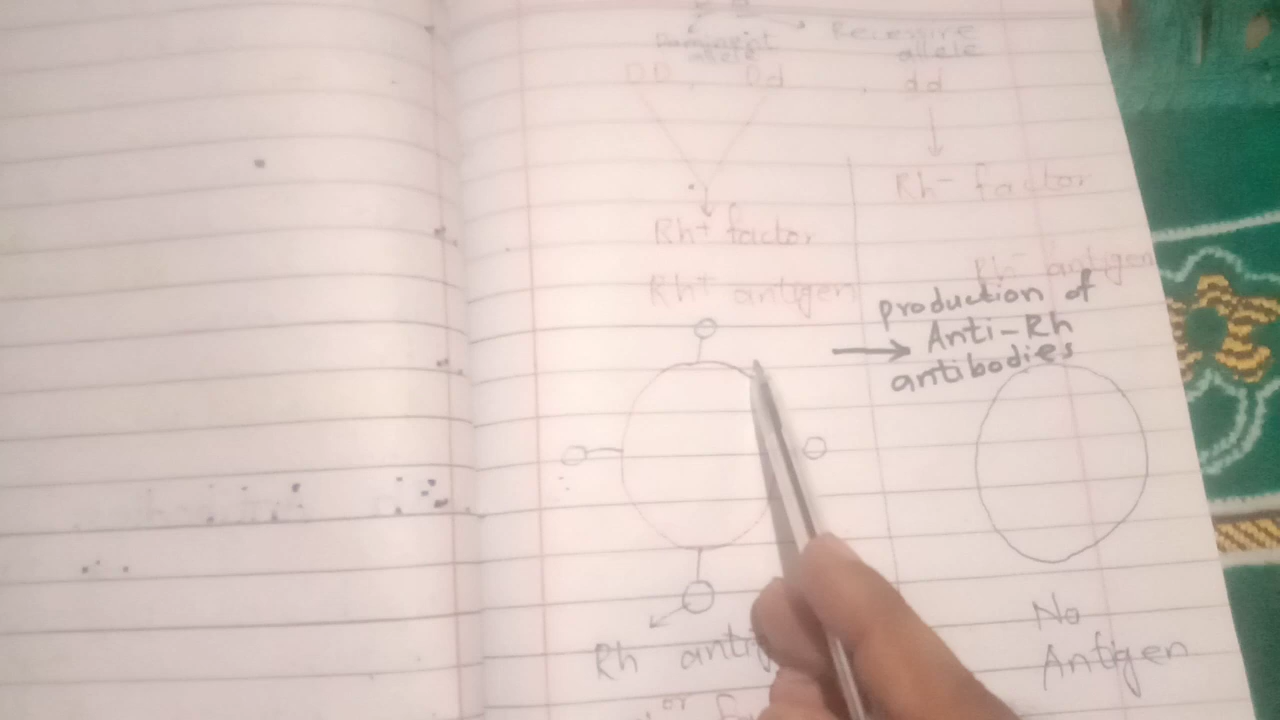 Dominant
allele
Recessive
allele
DD Dd
dd
Rh⁻ factor
Rh⁺ factor
Rh⁻ antigen
Rh⁺ antigen
production of
→ Anti-Rh
antibodies
Rh
No
Antigen
or